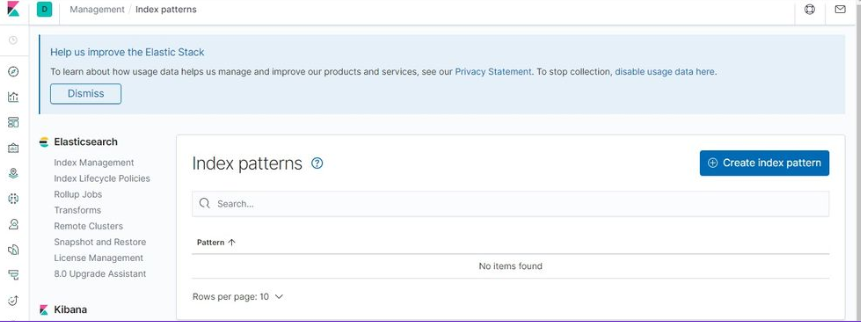 D Management / Index patterns
Help us improve the Elastic Stack
To learn about how usage data helps us manage and improve our products and services, see our Privacy Statement. To stop collection, disable usage data here.
Dismiss
Elasticsearch
Index Management
Index Lifecycle Policies
Rollup Jobs
Transforms
Remote Clusters
Snapshot and Restore
License Management
8.0 Upgrade Assistant
Kibana
Index patterns
Create index pattern
Search...
Pattern
No items found
Rows per page: 10